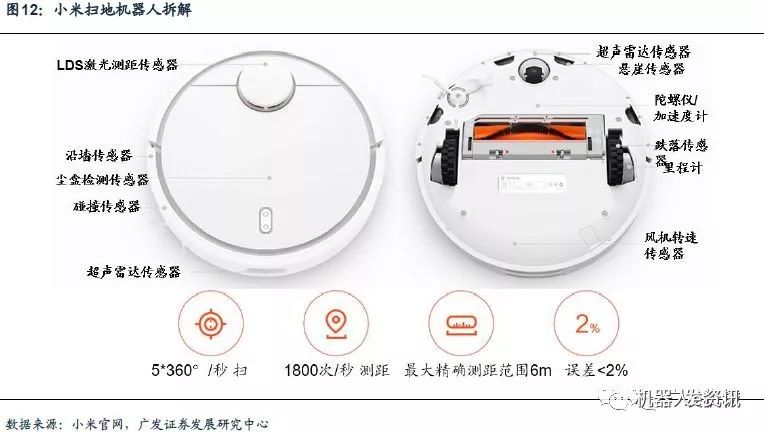 图12：小米扫地机器人拆解
LDS激光测距传感器
沿墙传感器
尘盒检测传感器
碰撞传感器
超声雷达传感器
超声雷达传感器
悬崖传感器
陀螺仪/
加速度计
跌落传感
器
里程计
风机转速
传感器
5*360° /秒 扫
1800次/秒 测距
最大精确测距范围6m
2%
误差<2%
数据来源：小米官网，广发证券发展研究中心